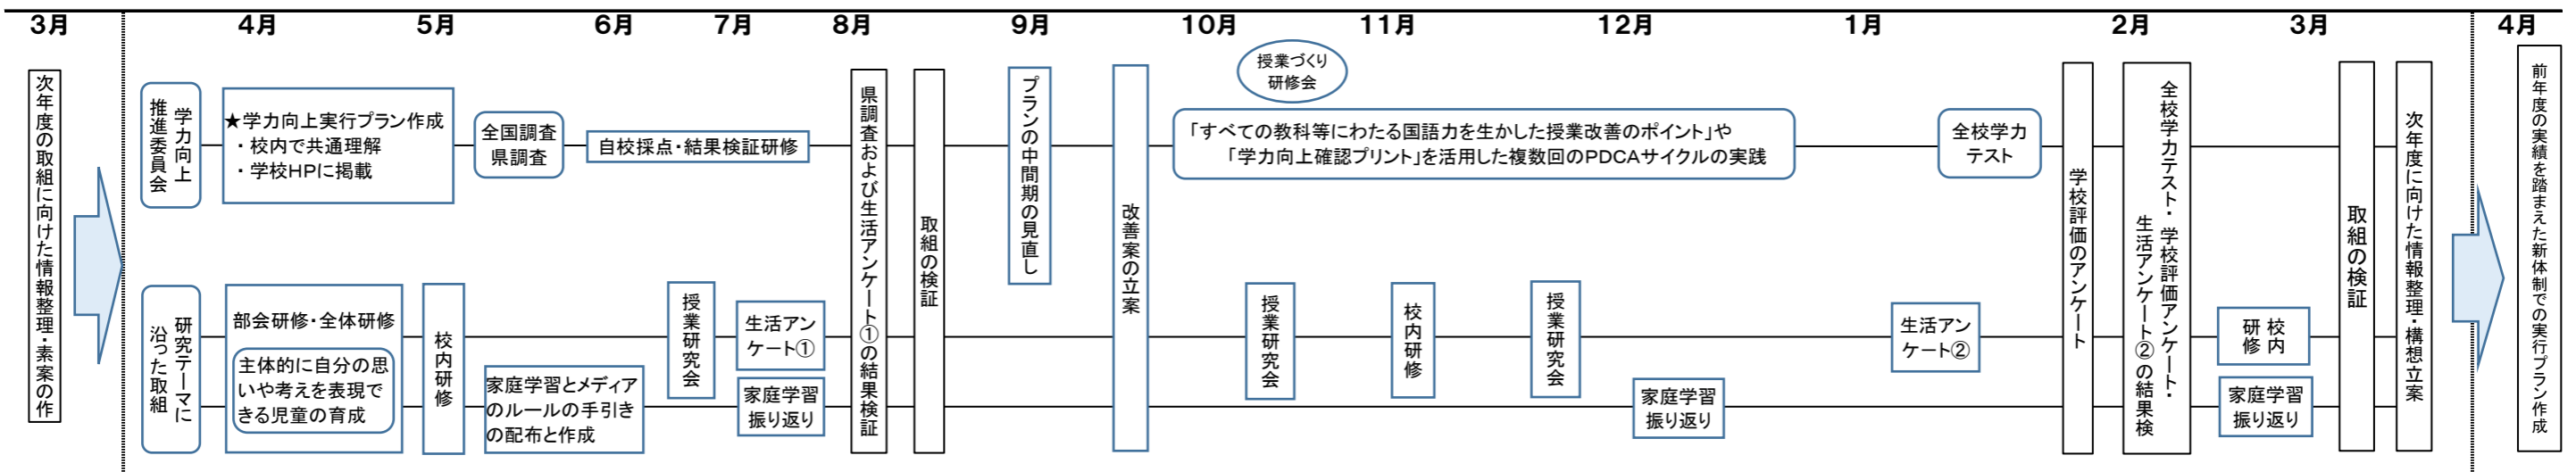 3月
4月
5月
6月
7月
8月
9月
10月
11月
12月
1月
2月
3月
4月
次年度の取組に向けた情報整理・素案の作
学力向上
推進委員会
★学力向上実行プラン作成
・校内で共通理解
・学校HPに掲載
全国調査
県調査
自校採点・結果検証研修
研究テーマに
沿った取組
部会研修・全体研修
主体的に自分の思
いや考えを表現で
きる児童の育成
校内研修
家庭学習とメディア
のルールの手引き
の配布と作成
授業研究会
生活アン
ケート①
家庭学習
振り返り
県調査および生活アンケート①の結果検証
取組の検証
プランの中間期の見直し
改善案の立案
授業づくり
研修会
「すべての教科等にわたる国語力を生かした授業改善のポイント」や
「学力向上確認プリント」を活用した複数回のPDCAサイクルの実践
授業研究会
校内研修
授業研究会
家庭学習
振り返り
全校学力
テスト
生活アン
ケート②
学校評価のアンケート
全校学力テスト・学校評価アンケート・
生活アンケート②の結果検
校内
研修
家庭学習
振り返り
取組の検証
次年度に向けた情報整理・構想立案
前年度の実績を踏まえた新体制での実行プラン作成